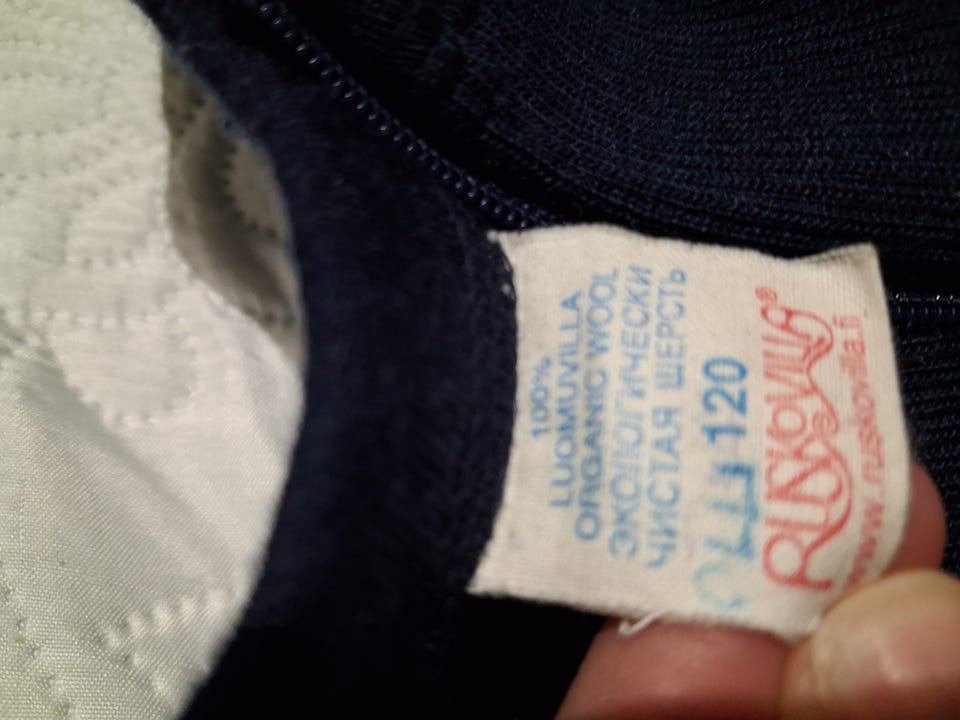 100%
LUOMUVILLA
ORGANIC WOOL
ЭКОЛОГИЧЕСКИ
ЧИСТАЯ ШЕРСТЬ
120
RUSKOVILLA®
www.ruskovilla.fi